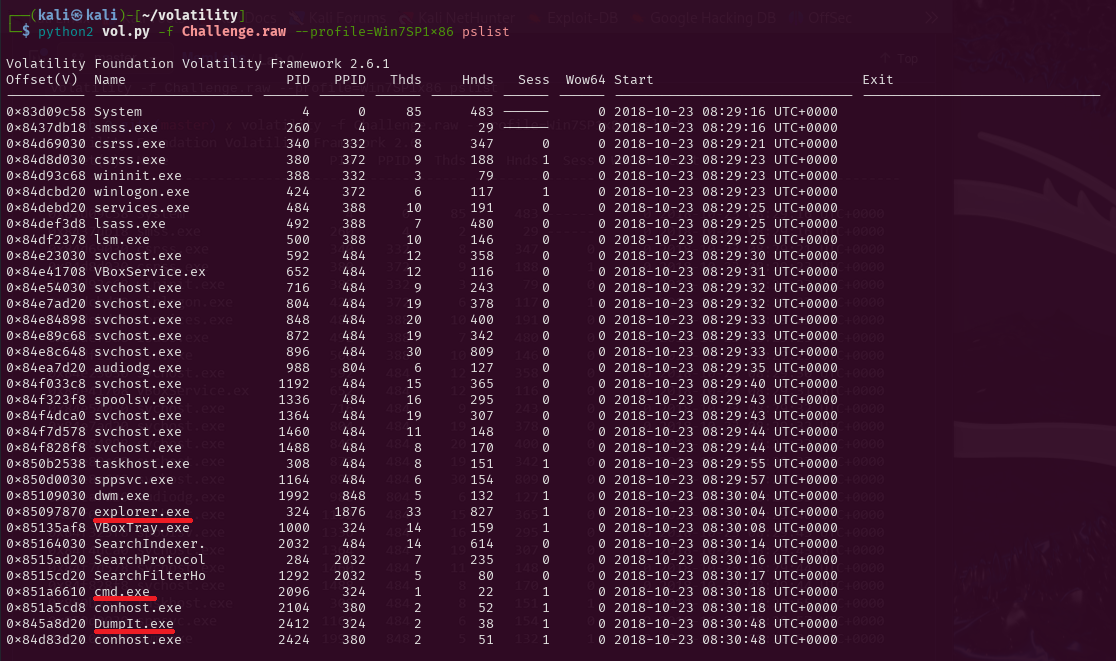 ┌──(kali㉿kali)-[~/volatility]
└─$ python2 vol.py -f Challenge.raw --profile=Win7SP1×86 pslist
Volatility Foundation Volatility Framework 2.6.1
Offset(V) Name PID PPID Thds Hnds Sess Wow64 Start Exit
0×83d09c58 System 4 0 85 483 ------ 0 2018-10-23 08:29:16 UTC+0000
0×8437db18 smss.exe 260 4 2 29 ------ 0 2018-10-23 08:29:16 UTC+0000
0×84d69030 csrss.exe 340 332 8 347 0 0 2018-10-23 08:29:21 UTC+0000
0×84d8d030 csrss.exe 380 372 9 188 1 0 2018-10-23 08:29:23 UTC+0000
0×84d93c68 wininit.exe 388 332 3 79 0 0 2018-10-23 08:29:23 UTC+0000
0×84dcbd20 winlogon.exe 424 372 6 117 1 0 2018-10-23 08:29:23 UTC+0000
0×84debd20 services.exe 484 388 10 191 0 0 2018-10-23 08:29:25 UTC+0000
0×84def3d8 lsass.exe 492 388 7 480 0 0 2018-10-23 08:29:25 UTC+0000
0×84df2378 lsm.exe 500 388 10 146 0 0 2018-10-23 08:29:25 UTC+0000
0×84e23030 svchost.exe 592 484 12 358 0 0 2018-10-23 08:29:30 UTC+0000
0×84e41708 VBoxService.ex 652 484 12 116 0 0 2018-10-23 08:29:31 UTC+0000
0×84e54030 svchost.exe 716 484 9 243 0 0 2018-10-23 08:29:32 UTC+0000
0×84e7ad20 svchost.exe 804 484 19 378 0 0 2018-10-23 08:29:32 UTC+0000
0×84e84898 svchost.exe 848 484 20 400 0 0 2018-10-23 08:29:33 UTC+0000
0×84e89c68 svchost.exe 872 484 19 342 0 0 2018-10-23 08:29:33 UTC+0000
0×84e8c648 svchost.exe 896 484 30 809 0 0 2018-10-23 08:29:33 UTC+0000
0×84ea7d20 audiodg.exe 988 804 6 127 0 0 2018-10-23 08:29:35 UTC+0000
0×84f033c8 svchost.exe 1192 484 15 365 0 0 2018-10-23 08:29:40 UTC+0000
0×84f323f8 spoolsv.exe 1336 484 16 295 0 0 2018-10-23 08:29:43 UTC+0000
0×84f4dca0 svchost.exe 1364 484 19 307 0 0 2018-10-23 08:29:43 UTC+0000
0×84f7d578 svchost.exe 1460 484 11 148 0 0 2018-10-23 08:29:44 UTC+0000
0×84f828f8 svchost.exe 1488 484 8 170 0 0 2018-10-23 08:29:44 UTC+0000
0×850b2538 taskhost.exe 308 484 8 151 1 0 2018-10-23 08:29:55 UTC+0000
0×850d0030 sppsvc.exe 1164 484 6 154 0 0 2018-10-23 08:29:57 UTC+0000
0×85109030 dwm.exe 1992 848 5 132 1 0 2018-10-23 08:30:04 UTC+0000
0×85097870 explorer.exe 324 1876 33 827 1 0 2018-10-23 08:30:04 UTC+0000
0×85135af8 VBoxTray.exe 1000 324 14 159 1 0 2018-10-23 08:30:08 UTC+0000
0×85164030 SearchIndexer. 2032 484 14 614 0 0 2018-10-23 08:30:14 UTC+0000
0×8515ad20 SearchProtocol 284 2032 7 235 0 0 2018-10-23 08:30:16 UTC+0000
0×8515cd20 SearchFilterHo 1292 2032 5 80 0 0 2018-10-23 08:30:17 UTC+0000
0×851a6610 cmd.exe 2096 324 1 22 1 0 2018-10-23 08:30:18 UTC+0000
0×851a5cd8 conhost.exe 2104 380 2 52 1 0 2018-10-23 08:30:18 UTC+0000
0×845a8d20 DumpIt.exe 2412 324 2 38 1 0 2018-10-23 08:30:48 UTC+0000
0×84d83d20 conhost.exe 2424 380 2 51 1 0 2018-10-23 08:30:48 UTC+0000